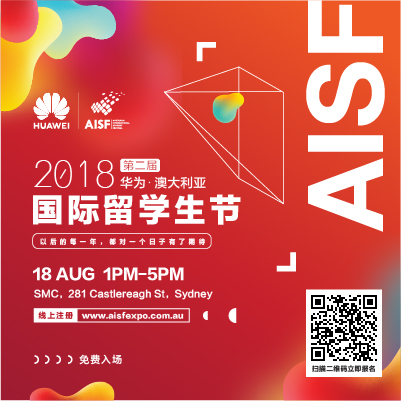 HUAWEI
AISF
AISF
2018 第二届
华为·澳大利亚
国际留学生节
以后的每一年，都对一个日子有了期待
18 AUG 1PM-5PM
SMC，281 Castlereagh St，Sydney
线上注册 www.aisfexpo.com.au
免费入场
扫描二维码立即报名